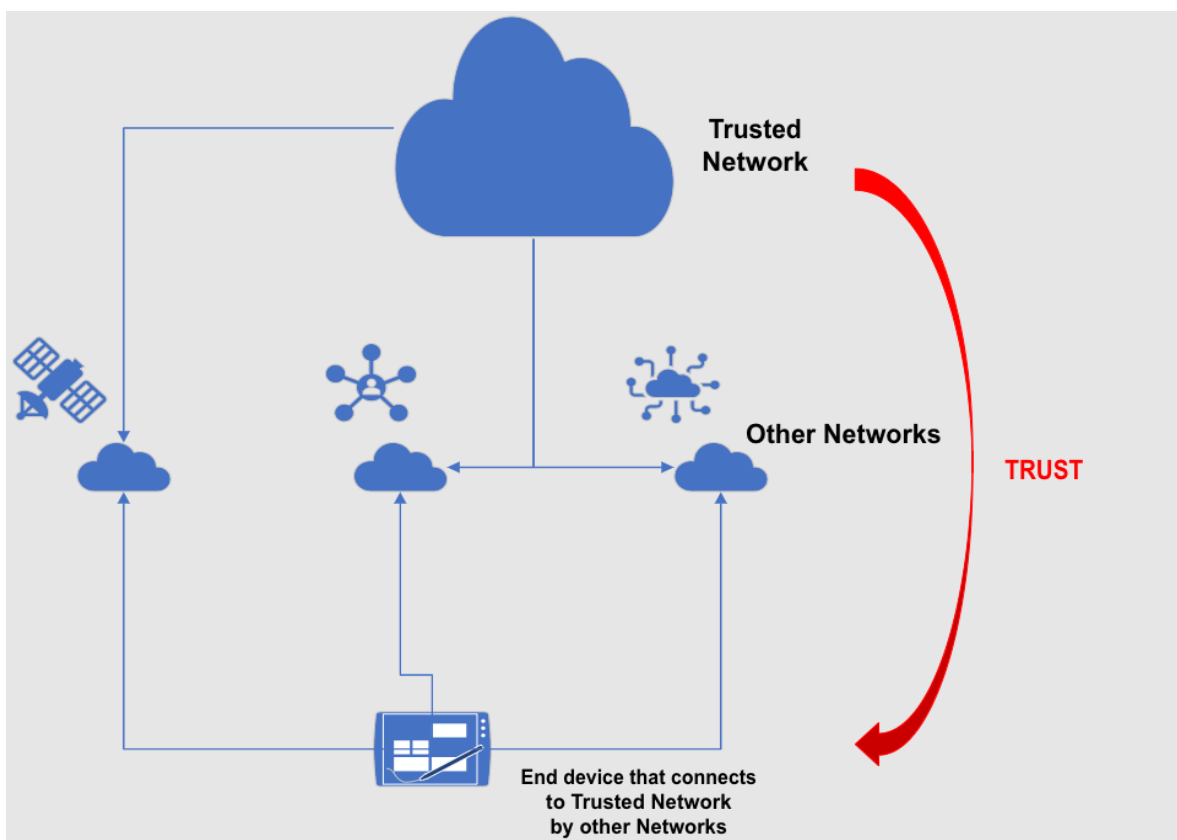 Trusted
Network
Other Networks
TRUST
End device that connects
to Trusted Network
by other Networks